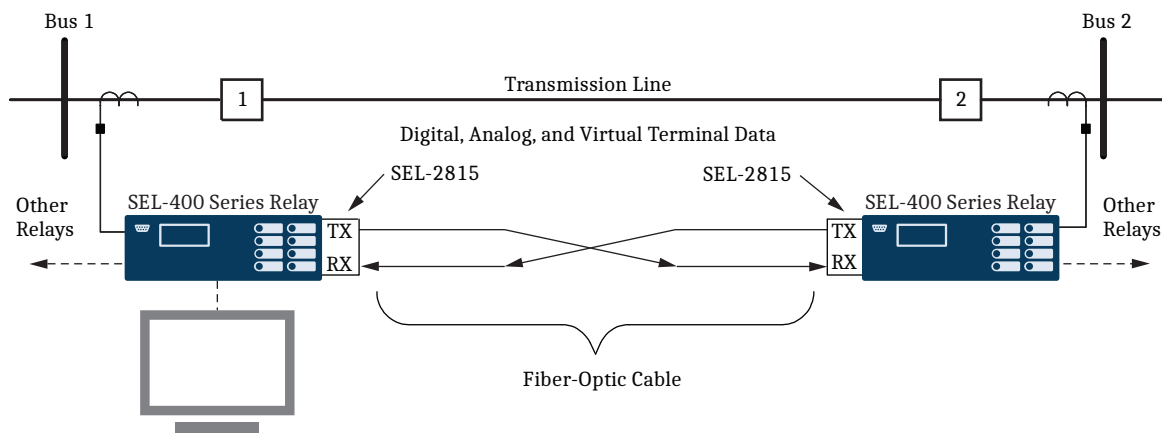 Bus 1
Bus 2
1
Transmission Line
2
Digital, Analog, and Virtual Terminal Data
SEL-2815
SEL-2815
Other
Relays
SEL-400 Series Relay
TX
RX
SEL-400 Series Relay
TX
RX
Other
Relays
Fiber-Optic Cable